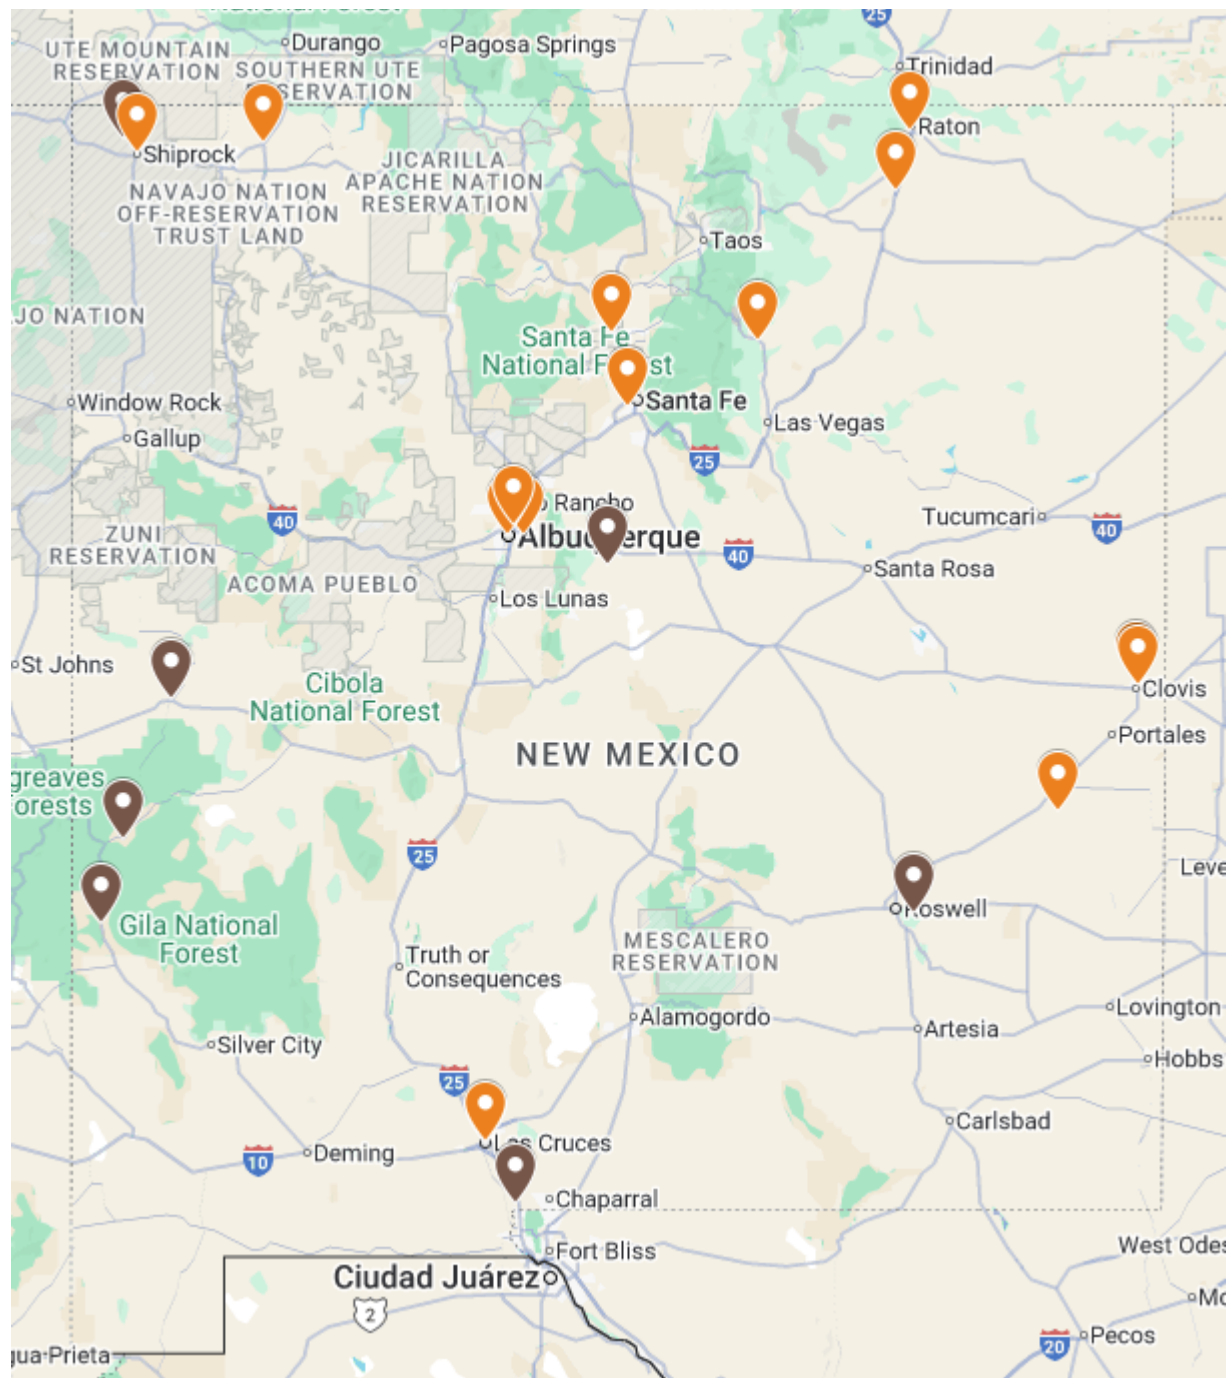 National Forest
25
UTE MOUNTAIN
RESERVATION
Durango
Pagosa Springs
SOUTHERN UTE
RESERVATION
Trinidad
Raton
Shiprock
JICARILLA
APACHE NATION
RESERVATION
NAVAJO NATION
OFF-RESERVATION
TRUST LAND
Taos
JO NATION
Santa Fe
National Forest
Window Rock
Santa Fe
Gallup
Las Vegas
25
40
Rancho
Tucumcari
40
ZUNI
RESERVATION
Albuquerque
40
Santa Rosa
ACOMA PUEBLO
Los Lunas
St Johns
Cibola
National Forest
Clovis
Portales
NEW MEXICO
greaves
Forests
25
Leve
Roswell
Gila National
Forest
MESCALERO
RESERVATION
Truth or
Consequences
Lovington
Alamogordo
Artesia
Silver City
Hobbs
25
Carlsbad
Las Cruces
10
Deming
Chaparral
West Odes
Fort Bliss
Ciudad Juárez
2
Mo
20
Pecos
gua Prieta